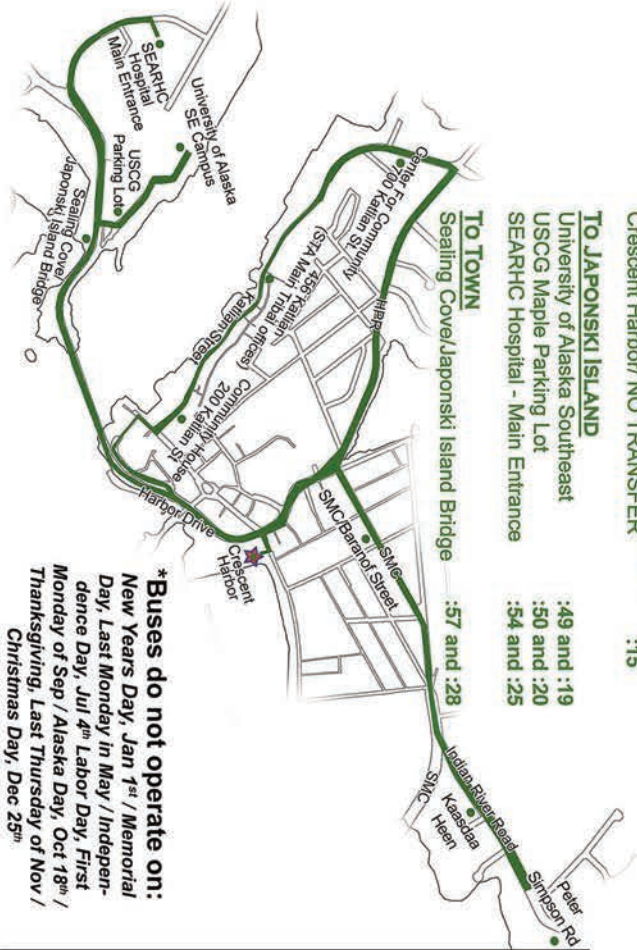 Crescent Harbor/ NO TRANSFER :13
To JAPONSKI ISLAND
University of Alaska Southeast :49 and :19
USCG Maple Parking Lot :50 and :20
SEARHC Hospital - Main Entrance :54 and :25
To TOWN
Sealing Cove/Japonski Island Bridge :57 and :28
SEARHC
Hospital
Main Entrance
University of Alaska
SE Campus
USCG
Parking Lot
Sealing Cove/
Japonski Island Bridge
Center For Community
700 Katlian St.
HPR
456 Katlian
(STA Main Tribal offices)
Katlian Street
Community House
200 Katlian St
Harbor Drive
Crescent
Harbor
SMC
SMC/Baranof Street
Indian River Road
SMC
Kaasdaa
Heen
Peter
Simpson Rd
*Buses do not operate on:
New Years Day, Jan 1st / Memorial
Day, Last Monday in May / Indepen-
dence Day, Jul 4th Labor Day, First
Monday of Sep / Alaska Day, Oct 18th /
Thanksgiving, Last Thursday of Nov /
Christmas Day, Dec 25th